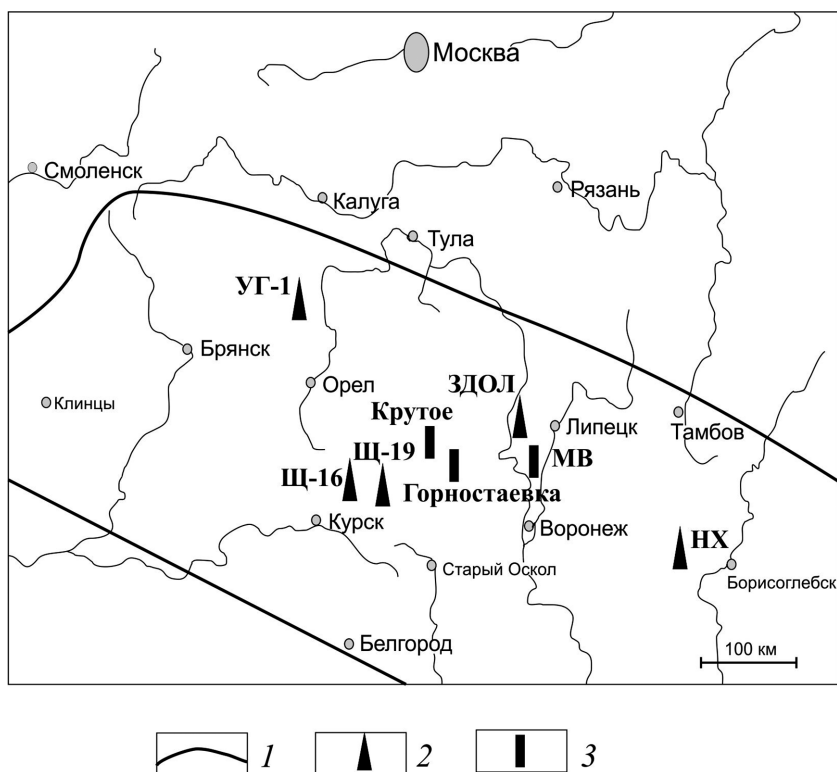 Москва
Смоленск
Калуга
Рязань
Тула
УГ-1
Брянск
Орел
ЗДОЛ
Клинцы
Крутое
Липецк
Тамбов
Щ-19
МВ
Щ-16
Горностаевка
Курск
Воронеж
НХ
Старый Оскол
Борисоглебск
Белгород
100 км
1
2
3